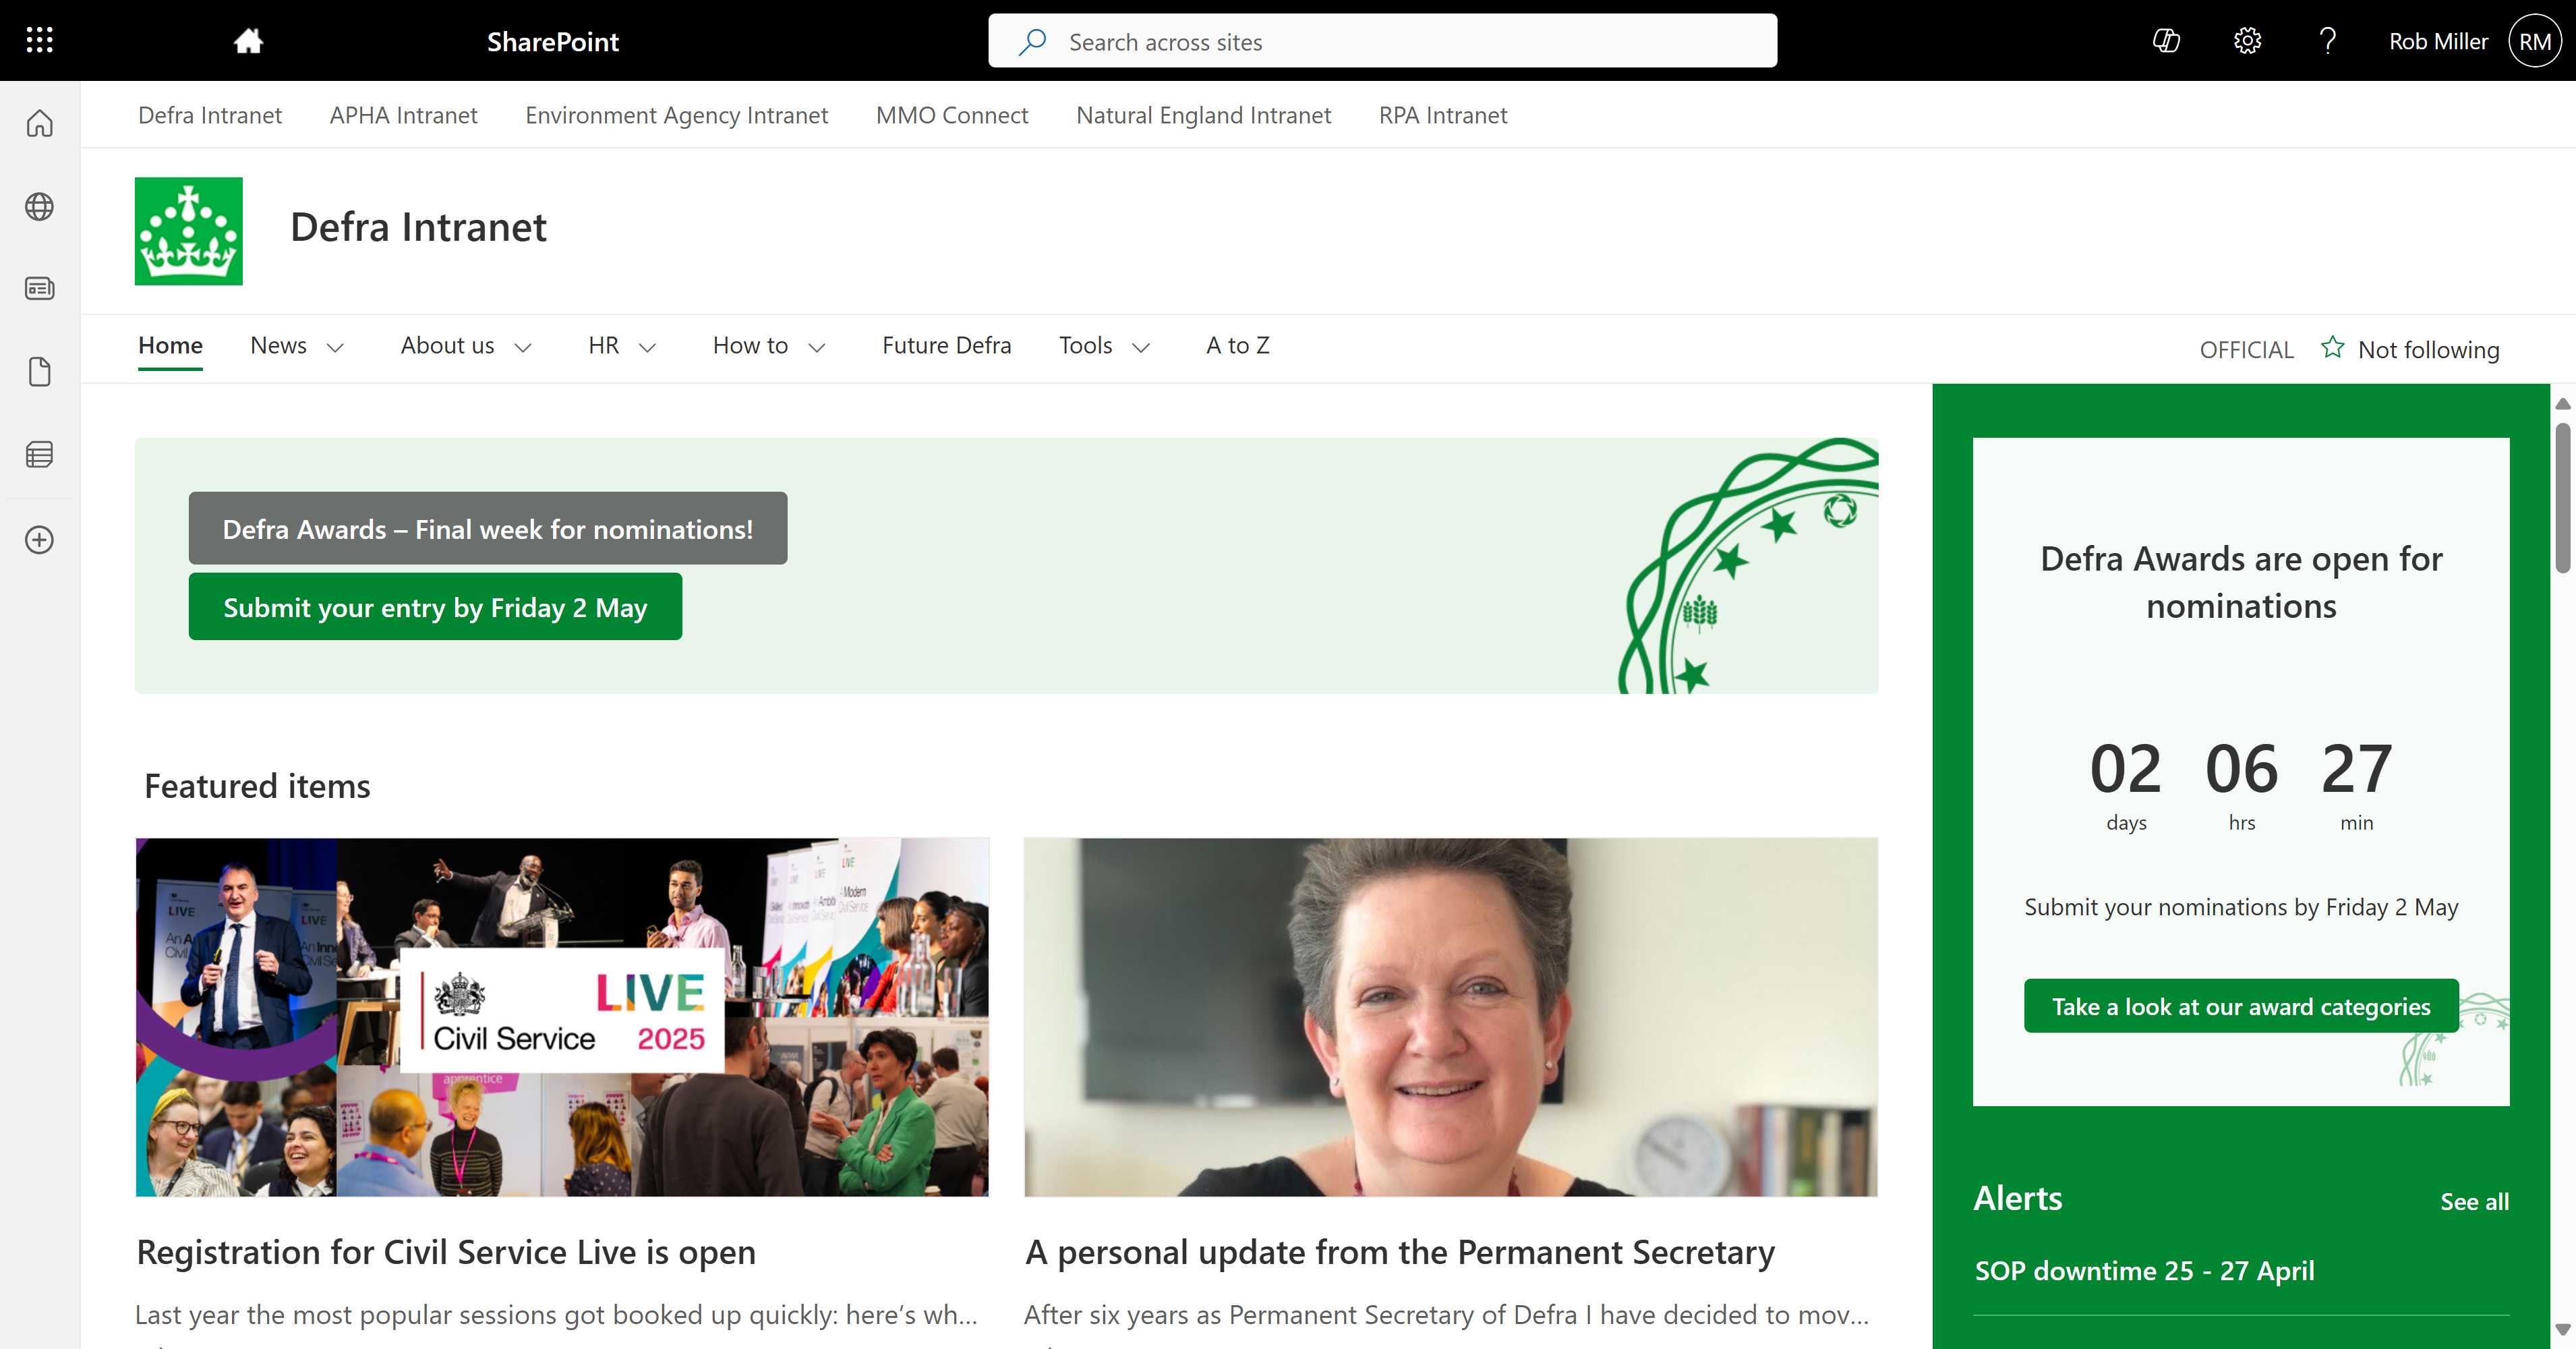 SharePoint
Search across sites
Rob Miller
RM
Defra Intranet
APHA Intranet
Environment Agency Intranet
MMO Connect
Natural England Intranet
RPA Intranet
Defra Intranet
Home
News
About us
HR
How to
Future Defra
Tools
A to Z
OFFICIAL
Not following
Defra Awards – Final week for nominations!
Submit your entry by Friday 2 May
Featured items
LIVE
LIVE
LIVE
Modern
apprentice
Civil Service
LIVE
2025
Registration for Civil Service Live is open
Last year the most popular sessions got booked up quickly: here’s wh...
A personal update from the Permanent Secretary
After six years as Permanent Secretary of Defra I have decided to mov...
Defra Awards are open for
nominations
02 06 27
days hrs min
Submit your nominations by Friday 2 May
Take a look at our award categories
Alerts
See all
SOP downtime 25 - 27 April